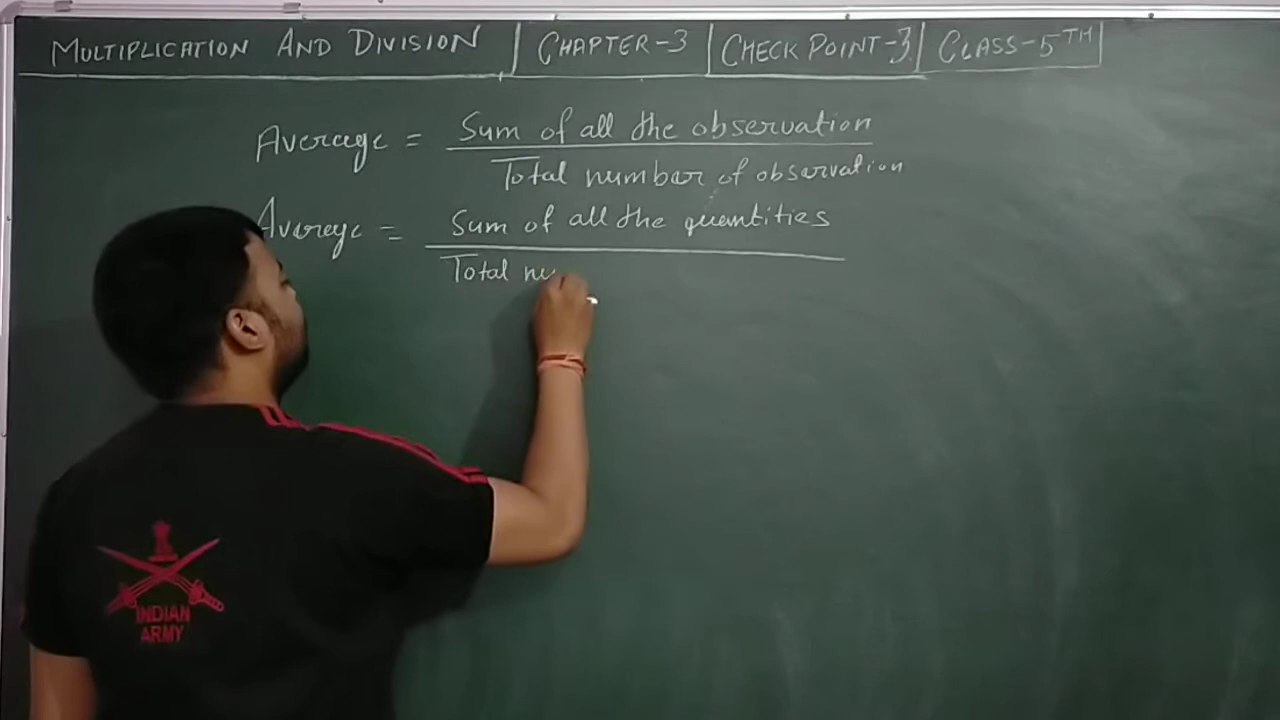 MULTIPLICATION AND DIVISION | CHAPTER-3 | CHECK POINT-3 | CLASS-5TH
Average = Sum of all the observation
Total number of observation
Average = Sum of all the quantities
Total nu
INDIAN
ARMY